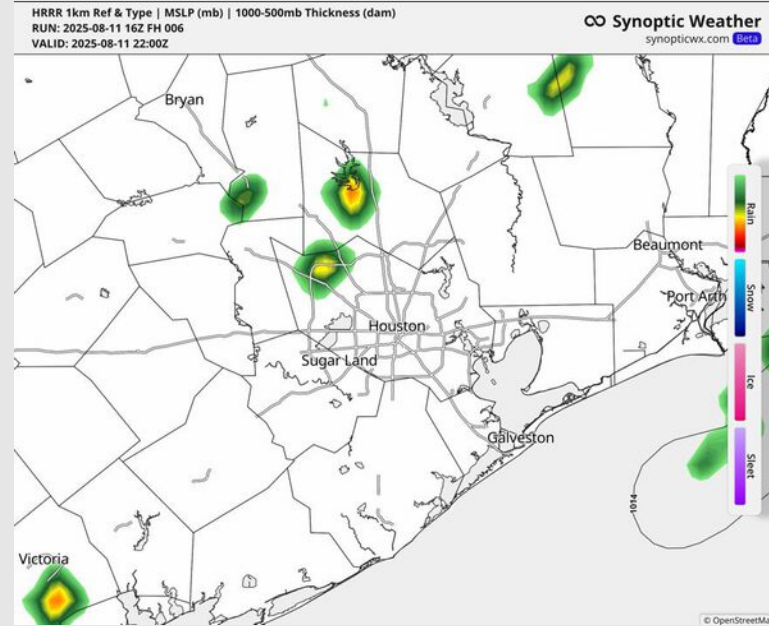 HRRR 1km Ref & Type | MSLP (mb) | 1000-500mb Thickness (dam)
RUN: 2025-08-11 16Z FH 006
VALID: 2025-08-11 22:00Z
Synoptic Weather
synopticwx.com Beta
Bryan
Rain
Beaumont
Snow
Port Arth
Houston
Sugar Land
Ice
Galveston
Sleet
1014
Victoria
© OpenStreetMa